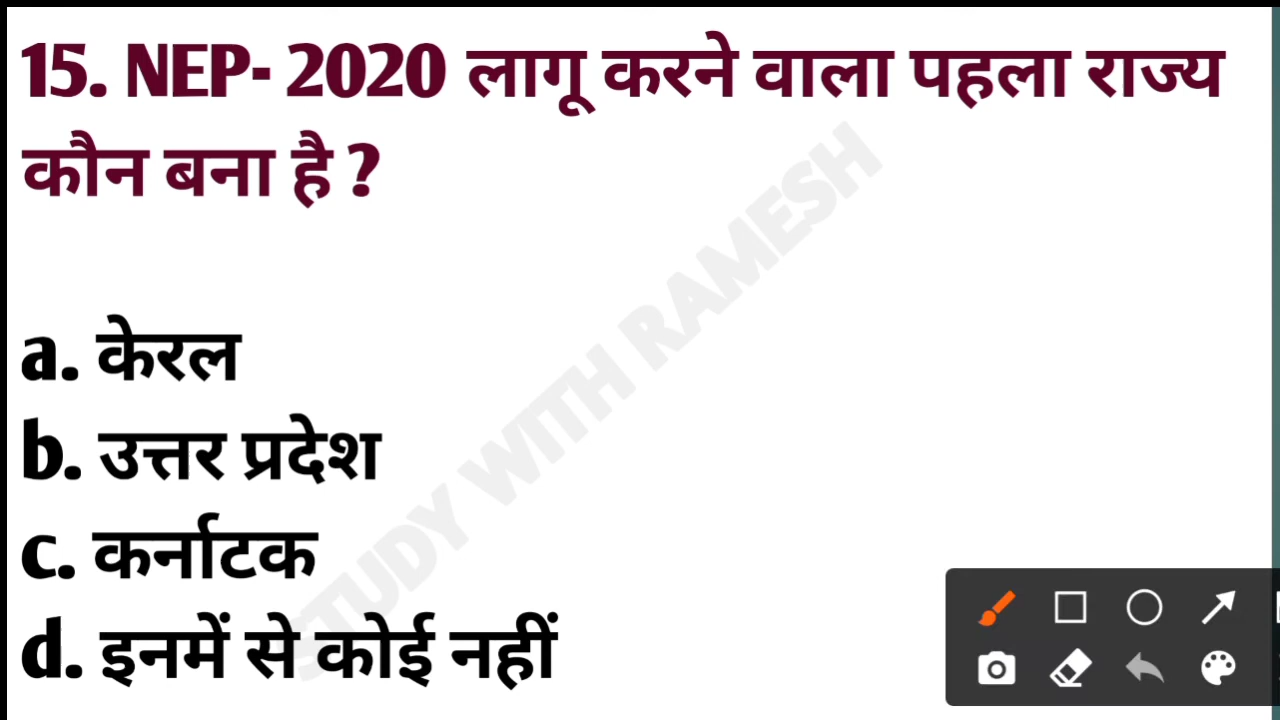 15. NEP- 2020 लागू करने वाला पहला राज्य
कौन बना है ?
a. केरल
b. उत्तर प्रदेश
c. कर्नाटक
d. इनमें से कोई नहीं
STUDY WITH RAMESH